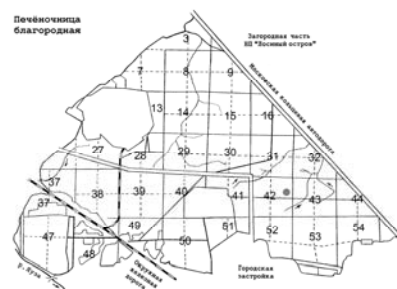 Печёночница
благородная
Загородная часть
НП "Лосиный остров"
Московская кольцевая автодорога
3
7 8 9
13 14 15 16
27 28 29 30 31 32
37
37 38 39 40 41 42 43 44
47 48 49 50 51 52 53 54
р. Яуза
Окружная
железная
дорога
Городская
застройка